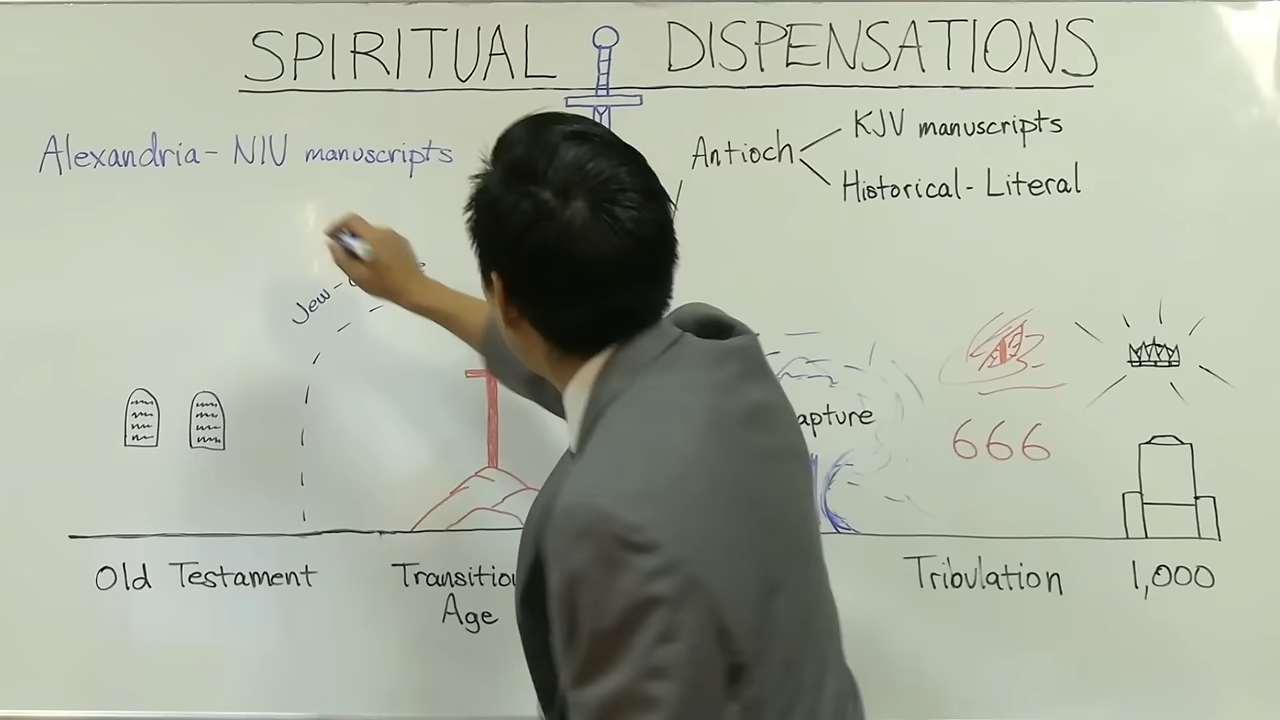 SPIRITUAL DISPENSATIONS
Alexandria- NIV manuscripts
Antioch
KJV manuscripts
Historical- Literal
Jew-
apture
666
Old Testament
Transitio
Age
Tribulation
1,000